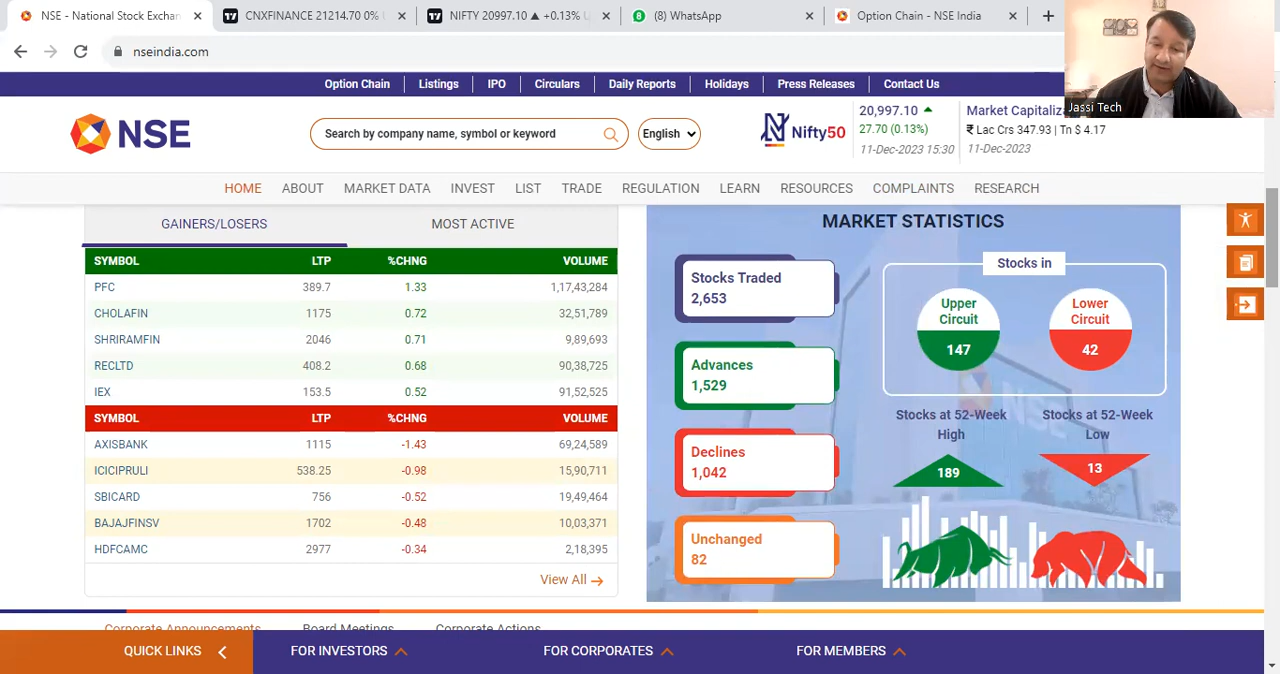 NSE - National Stock Exchan
CNXFINANCE 21214.70 0%
NIFTY 20997.10 ▲ +0.13%
(8) WhatsApp
Option Chain - NSE India
nseindia.com
Option Chain
Listings
IPO
Circulars
Daily Reports
Holidays
Press Releases
Contact Us
Jassi Tech
NSE
Search by company name, symbol or keyword
English
Nifty50
20,997.10
27.70 (0.13%)
11-Dec-2023 15:30
Market Capitaliz
₹ Lac Crs 347.93 | Tn $ 4.17
11-Dec-2023
HOME
ABOUT
MARKET DATA
INVEST
LIST
TRADE
REGULATION
LEARN
RESOURCES
COMPLAINTS
RESEARCH
GAINERS/LOSERS
MOST ACTIVE
SYMBOL LTP %CHNG VOLUME
PFC 389.7 1.33 1,17,43,284
CHOLAFIN 1175 0.72 32,51,789
SHRIRAMFIN 2046 0.71 9,89,693
RECLTD 408.2 0.68 90,38,725
IEX 153.5 0.52 91,52,525
SYMBOL LTP %CHNG VOLUME
AXISBANK 1115 -1.43 69,24,589
ICICIPRULI 538.25 -0.98 15,90,711
SBICARD 756 -0.52 19,49,464
BAJAJFINSV 1702 -0.48 10,03,371
HDFCAMC 2977 -0.34 2,18,395
View All
MARKET STATISTICS
Stocks Traded
2,653
Advances
1,529
Declines
1,042
Unchanged
82
Stocks in
Upper
Circuit
147
Lower
Circuit
42
Stocks at 52-Week
High
189
Stocks at 52-Week
Low
13
Corporate Announcements
Board Meetings
Corporate Actions
QUICK LINKS
FOR INVESTORS
FOR CORPORATES
FOR MEMBERS